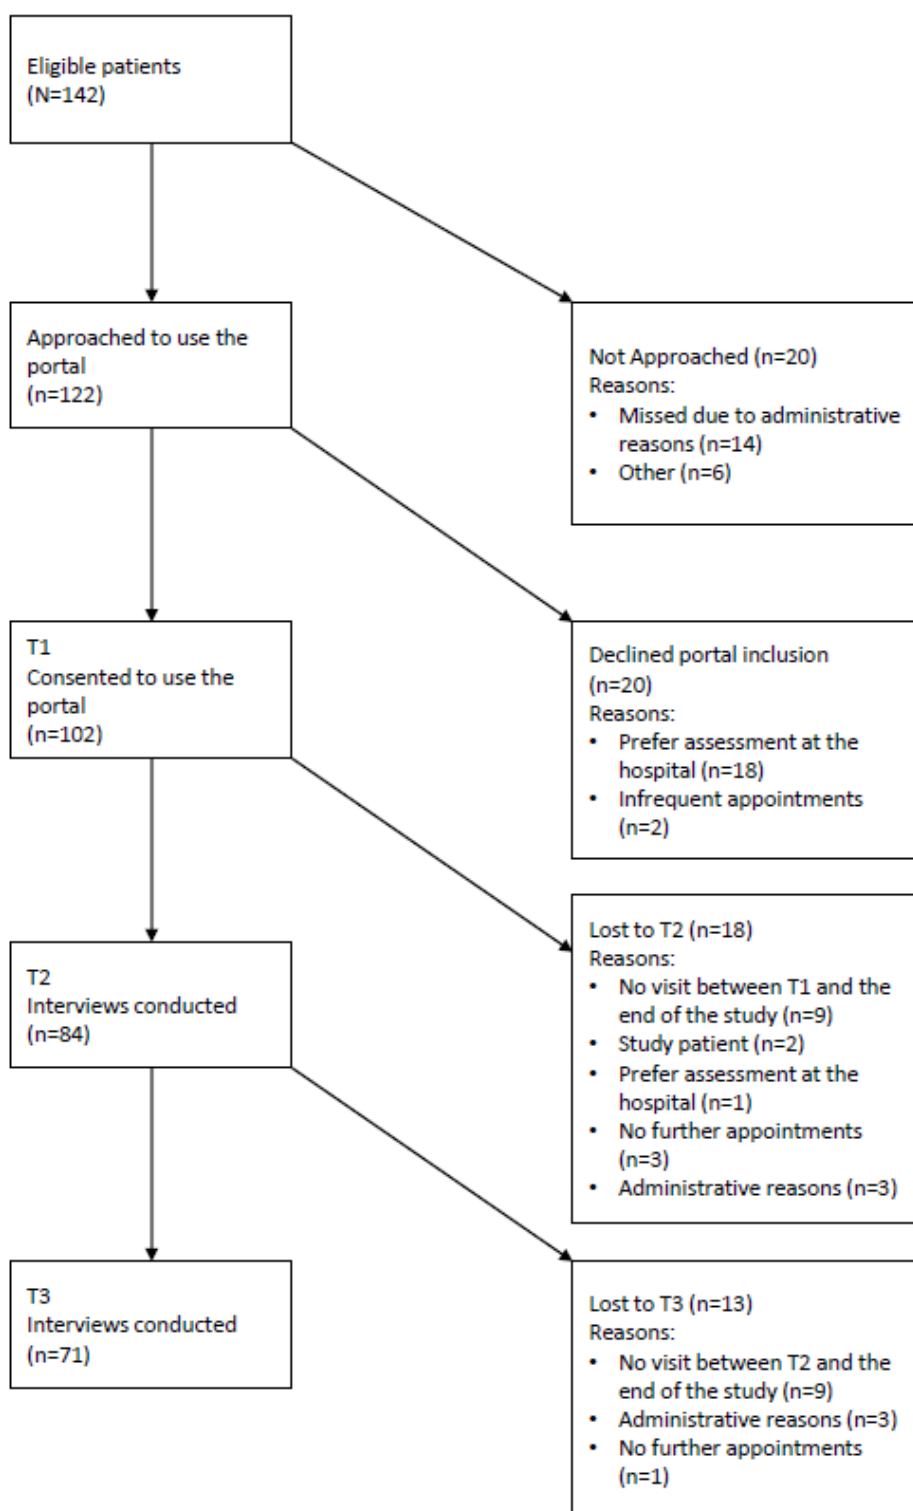 Eligible patients
(N=142)
Approached to use the
portal
(n=122)
Not Approached (n=20)
Reasons:
• Missed due to administrative
reasons (n=14)
• Other (n=6)
T1
Consented to use the
portal
(n=102)
Declined portal inclusion
(n=20)
Reasons:
• Prefer assessment at the
hospital (n=18)
• Infrequent appointments
(n=2)
Lost to T2 (n=18)
Reasons:
• No visit between T1 and the
end of the study (n=9)
• Study patient (n=2)
• Prefer assessment at the
hospital (n=1)
• No further appointments
(n=3)
• Administrative reasons (n=3)
T2
Interviews conducted
(n=84)
T3
Interviews conducted
(n=71)
Lost to T3 (n=13)
Reasons:
• No visit between T2 and the
end of the study (n=9)
• Administrative reasons (n=3)
• No further appointments
(n=1)